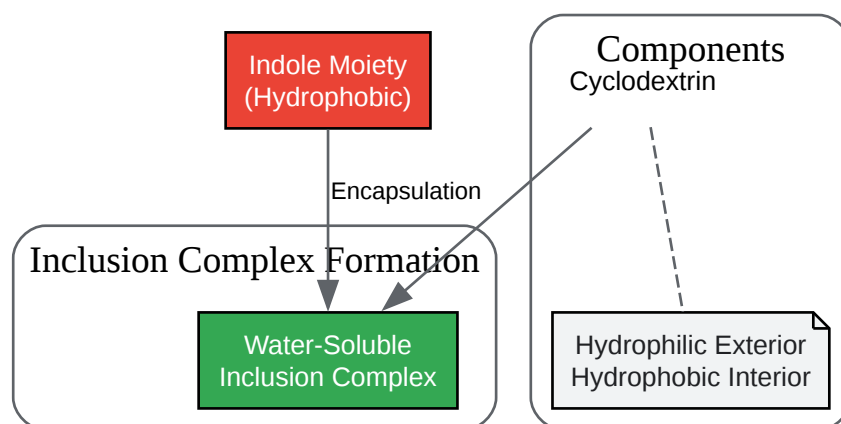 Indole Moiety
(Hydrophobic)
Components
Cyclodextrin
Encapsulation
Inclusion Complex Formation
Water-Soluble
Inclusion Complex
Hydrophilic Exterior
Hydrophobic Interior